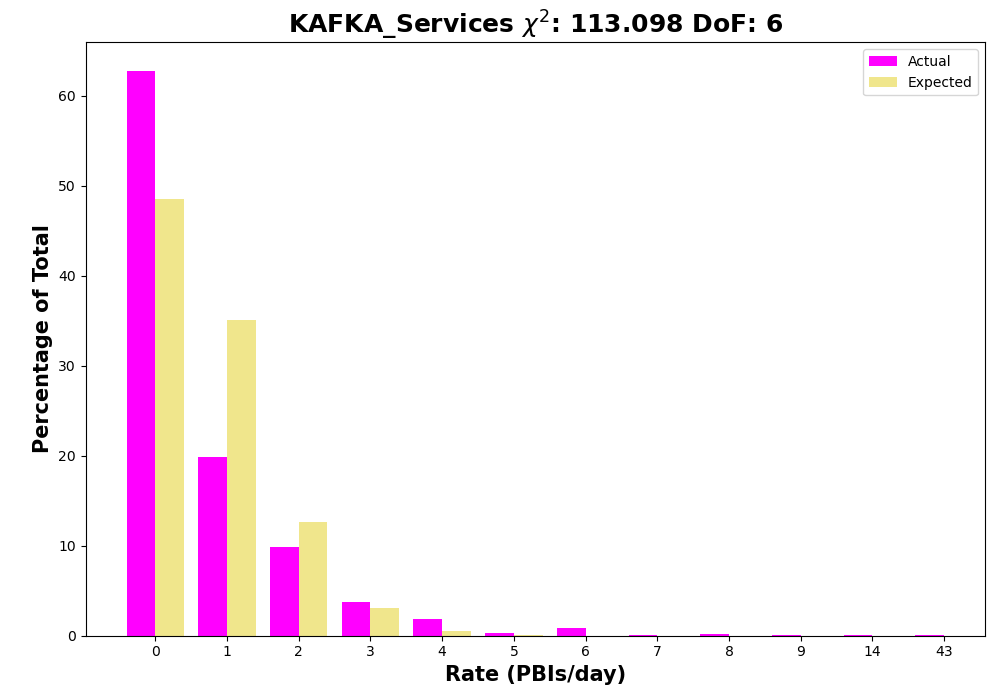 KAFKA_Services χ²: 113.098 DoF: 6
Actual
Expected
Percentage of Total
60
50
40
30
20
10
0
0 1 2 3 4 5 6 7 8 9 14 43
Rate (PBIs/day)